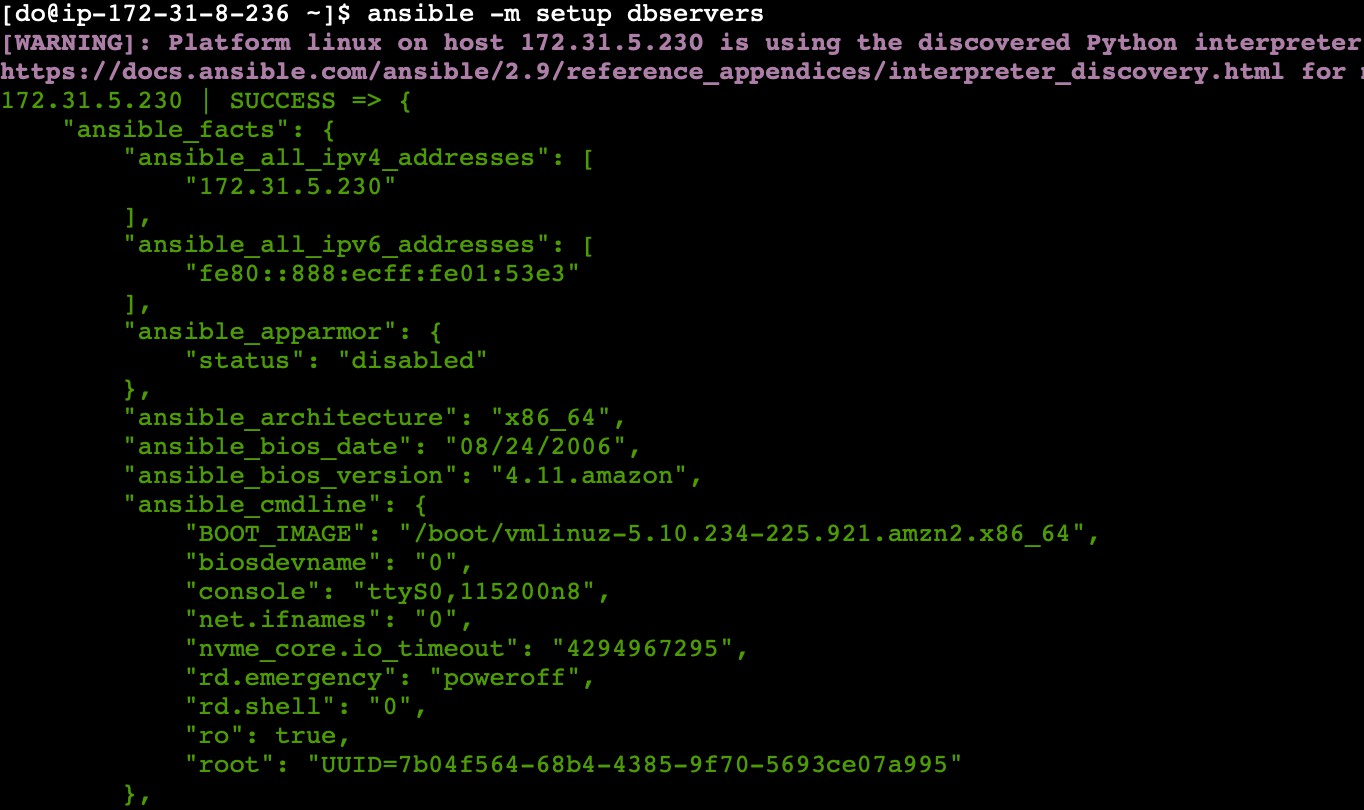 [do@ip-172-31-8-236 ~]$ ansible -m setup dbservers
[WARNING]: Platform linux on host 172.31.5.230 is using the discovered Python interpreter
https://docs.ansible.com/ansible/2.9/reference_appendices/interpreter_discovery.html for
172.31.5.230 | SUCCESS => {
    "ansible_facts": {
        "ansible_all_ipv4_addresses": [
            "172.31.5.230"
        ],
        "ansible_all_ipv6_addresses": [
            "fe80::888:ecff:fe01:53e3"
        ],
        "ansible_apparmor": {
            "status": "disabled"
        },
        "ansible_architecture": "x86_64",
        "ansible_bios_date": "08/24/2006",
        "ansible_bios_version": "4.11.amazon",
        "ansible_cmdline": {
            "BOOT_IMAGE": "/boot/vmlinuz-5.10.234-225.921.amzn2.x86_64",
            "biosdevname": "0",
            "console": "ttyS0,115200n8",
            "net.ifnames": "0",
            "nvme_core.io_timeout": "4294967295",
            "rd.emergency": "poweroff",
            "rd.shell": "0",
            "ro": true,
            "root": "UUID=7b04f564-68b4-4385-9f70-5693ce07a995"
        },